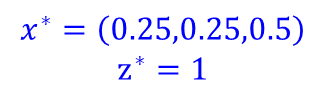 x* = (0.25,0.25,0.5)
z* = 1